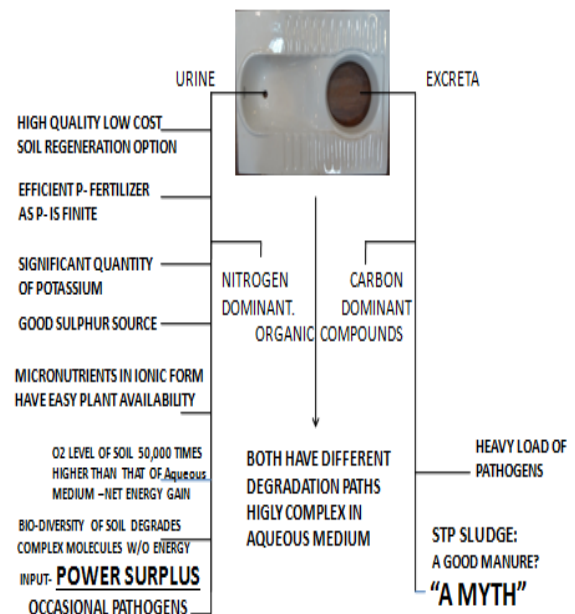 URINE
EXCRETA
HIGH QUALITY LOW COST
SOIL REGENERATION OPTION
EFFICIENT P- FERTILIZER
AS P- IS FINITE
SIGNIFICANT QUANTITY
OF POTASSIUM
GOOD SULPHUR SOURCE
MICRONUTRIENTS IN IONIC FORM
HAVE EASY PLANT AVAILABILITY
O2 LEVEL OF SOIL 50,000 TIMES
HIGHER THAN THAT OF Aqueous
MEDIUM –NET ENERGY GAIN
BIO-DIVERSITY OF SOIL DEGRADES
COMPLEX MOLECULES W/O ENERGY
INPUT- POWER SURPLUS
OCCASIONAL PATHOGENS
NITROGEN
DOMINANT.
CARBON
DOMINANT
ORGANIC COMPOUNDS
BOTH HAVE DIFFERENT
DEGRADATION PATHS
HIGLY COMPLEX IN
AQUEOUS MEDIUM
HEAVY LOAD OF
PATHOGENS
STP SLUDGE:
A GOOD MANURE?
“A MYTH”